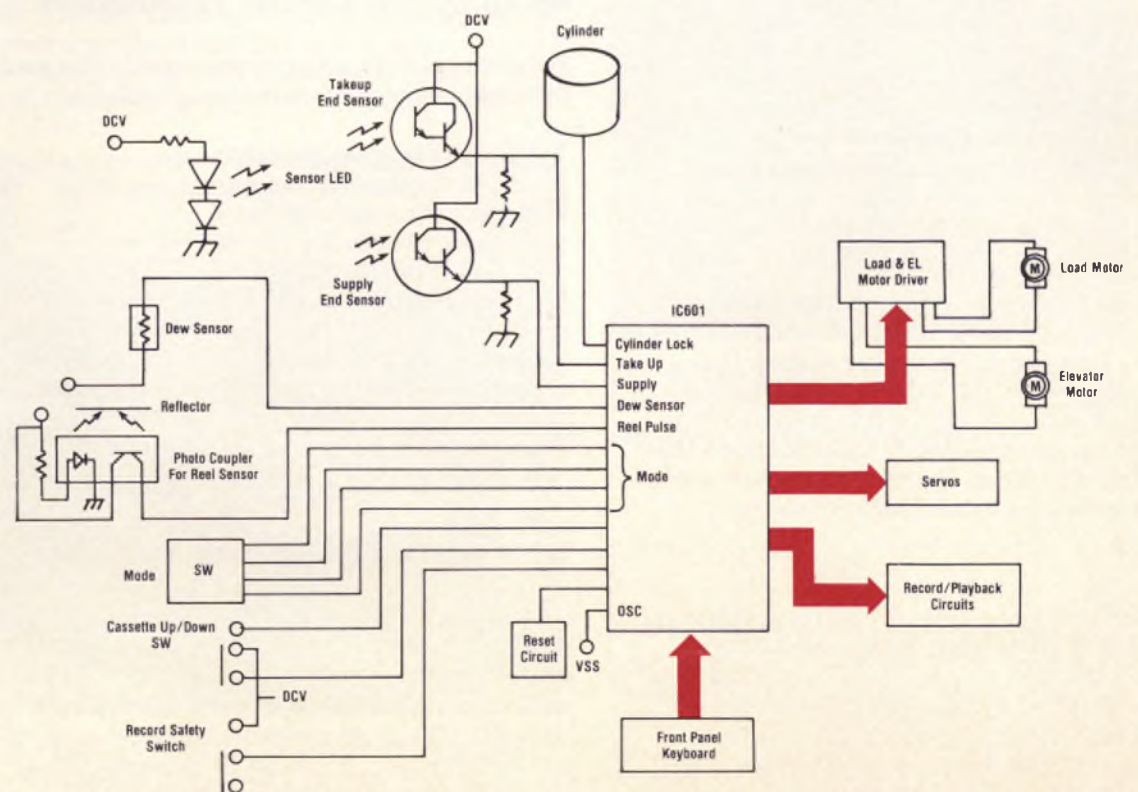 DCV
Cylinder
Takeup
End Sensor
DCV
Sensor LED
Supply
End Sensor
Dew Sensor
Reflector
Photo Coupler
For Reel Sensor
Mode
SW
Cassette Up/Down
SW
DCV
Record Safety
Switch
IC601
Cylinder Lock
Take Up
Supply
Dew Sensor
Reel Pulse
Mode
OSC
Reset
Circuit
VSS
Front Panel
Keyboard
Load & EL
Motor Driver
M
Load Motor
M
Elevator
Motor
Servos
Record/Playback
Circuits